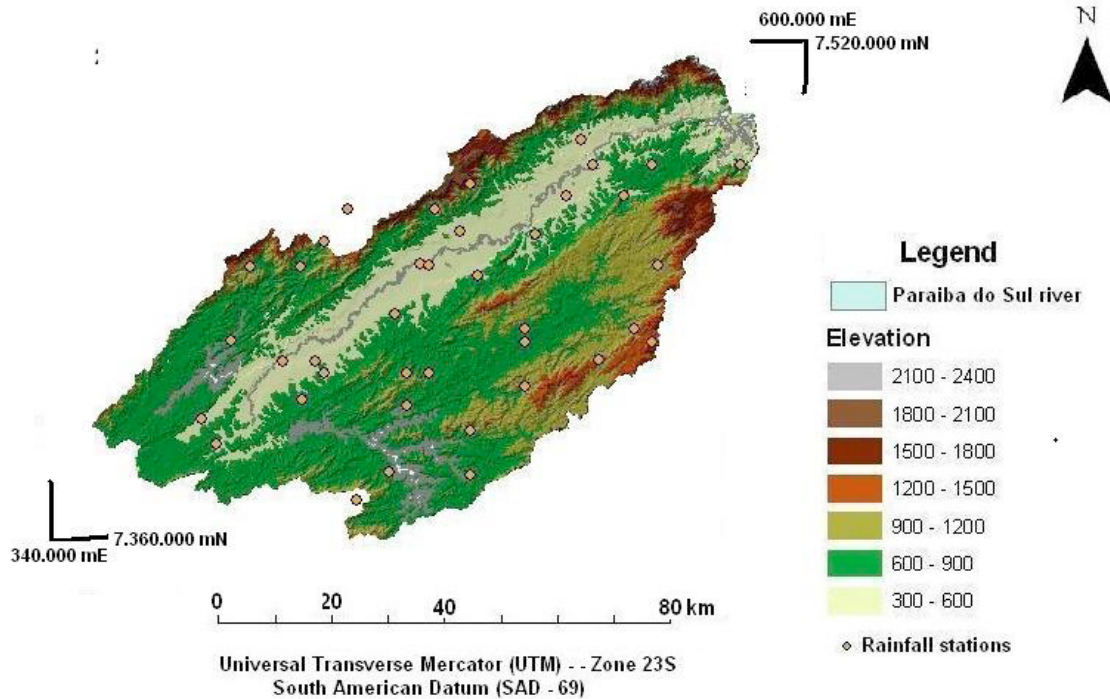 600.000 mE
7.520.000 mN
N
Legend
Paraiba do Sul river
Elevation
2100 - 2400
1800 - 2100
1500 - 1800
1200 - 1500
900 - 1200
600 - 900
300 - 600
Rainfall stations
7.360.000 mN
340.000 mE
0 20 40 80 km
Universal Transverse Mercator (UTM) - - Zone 23S
South American Datum (SAD - 69)